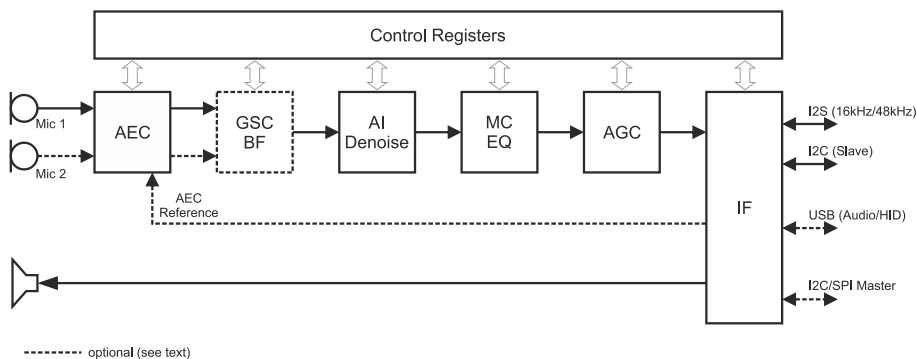 Control Registers
Mic 1
Mic 2
AEC
GSC
BF
AI
Denoise
MC
EQ
AGC
IF
I2S (16kHz/48kHz)
I2C (Slave)
USB (Audio/HID)
I2C/SPI Master
AEC
Reference
optional (see text)